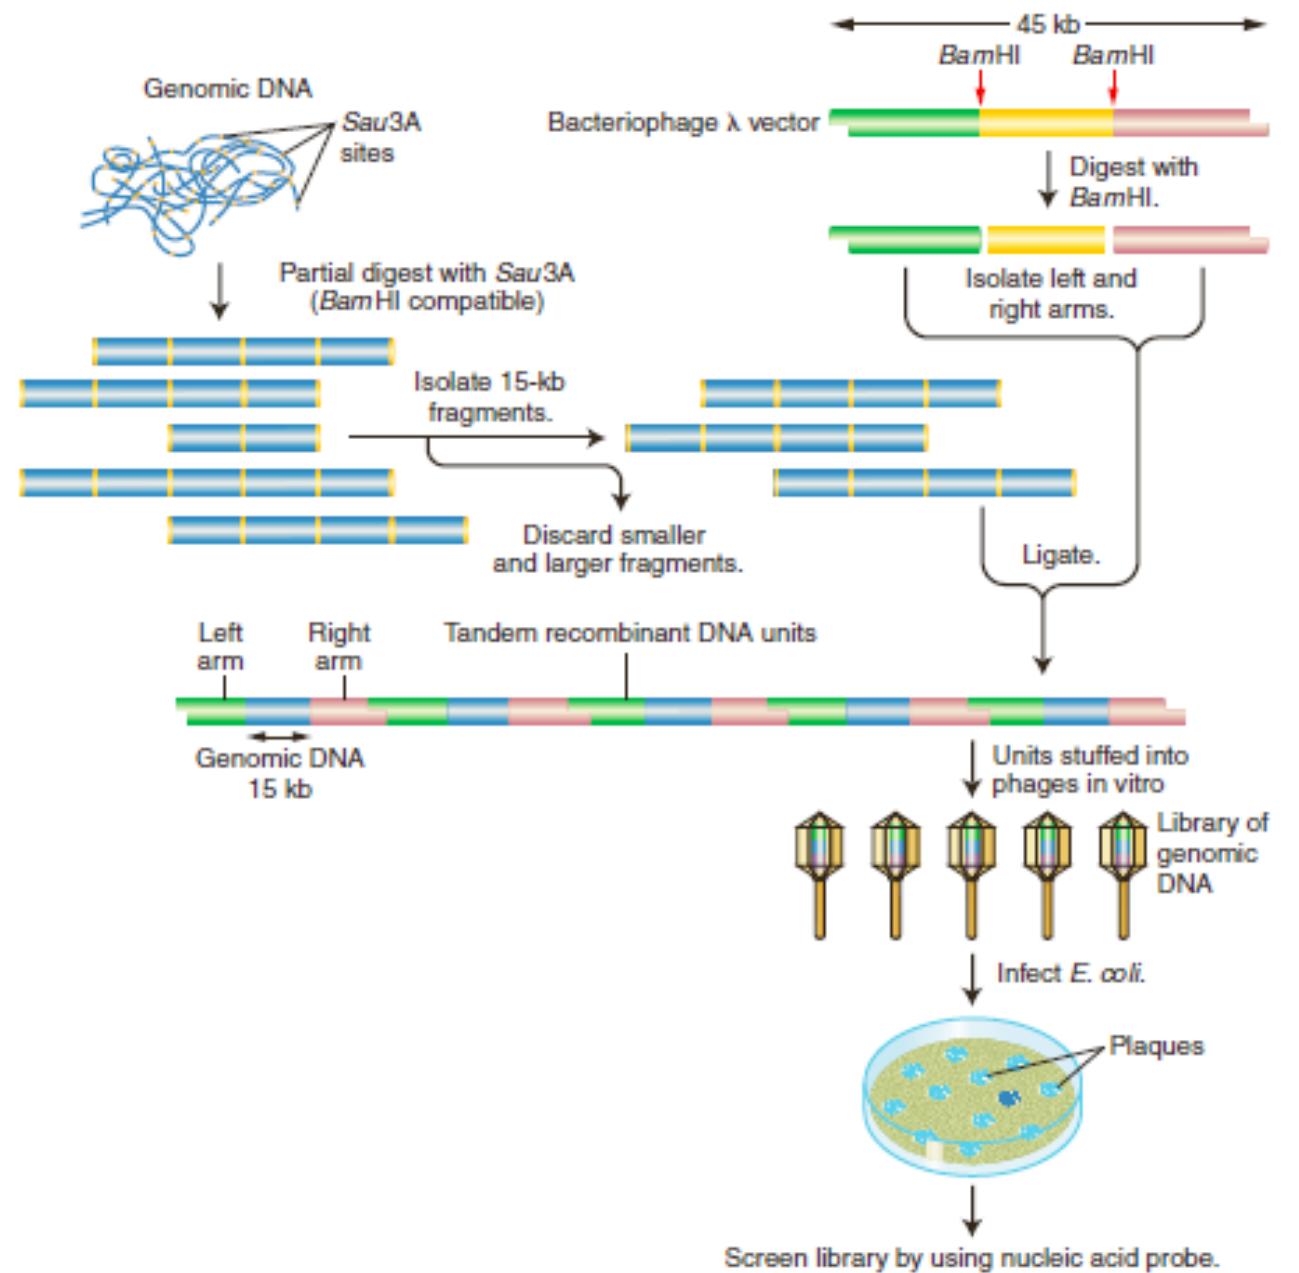 45 kb
BamHI BamHI
Genomic DNA
Sau3A
sites
Bacteriophage λ vector
Digest with
BamHI.
Partial digest with Sau3A
(BamHI compatible)
Isolate left and
right arms.
Isolate 15-kb
fragments.
Discard smaller
and larger fragments.
Ligate.
Left
arm
Right
arm
Tandem recombinant DNA units
Genomic DNA
15 kb
Units stuffed into
phages in vitro
Library of
genomic
DNA
Infect E. coli.
Plaques
Screen library by using nucleic acid probe.